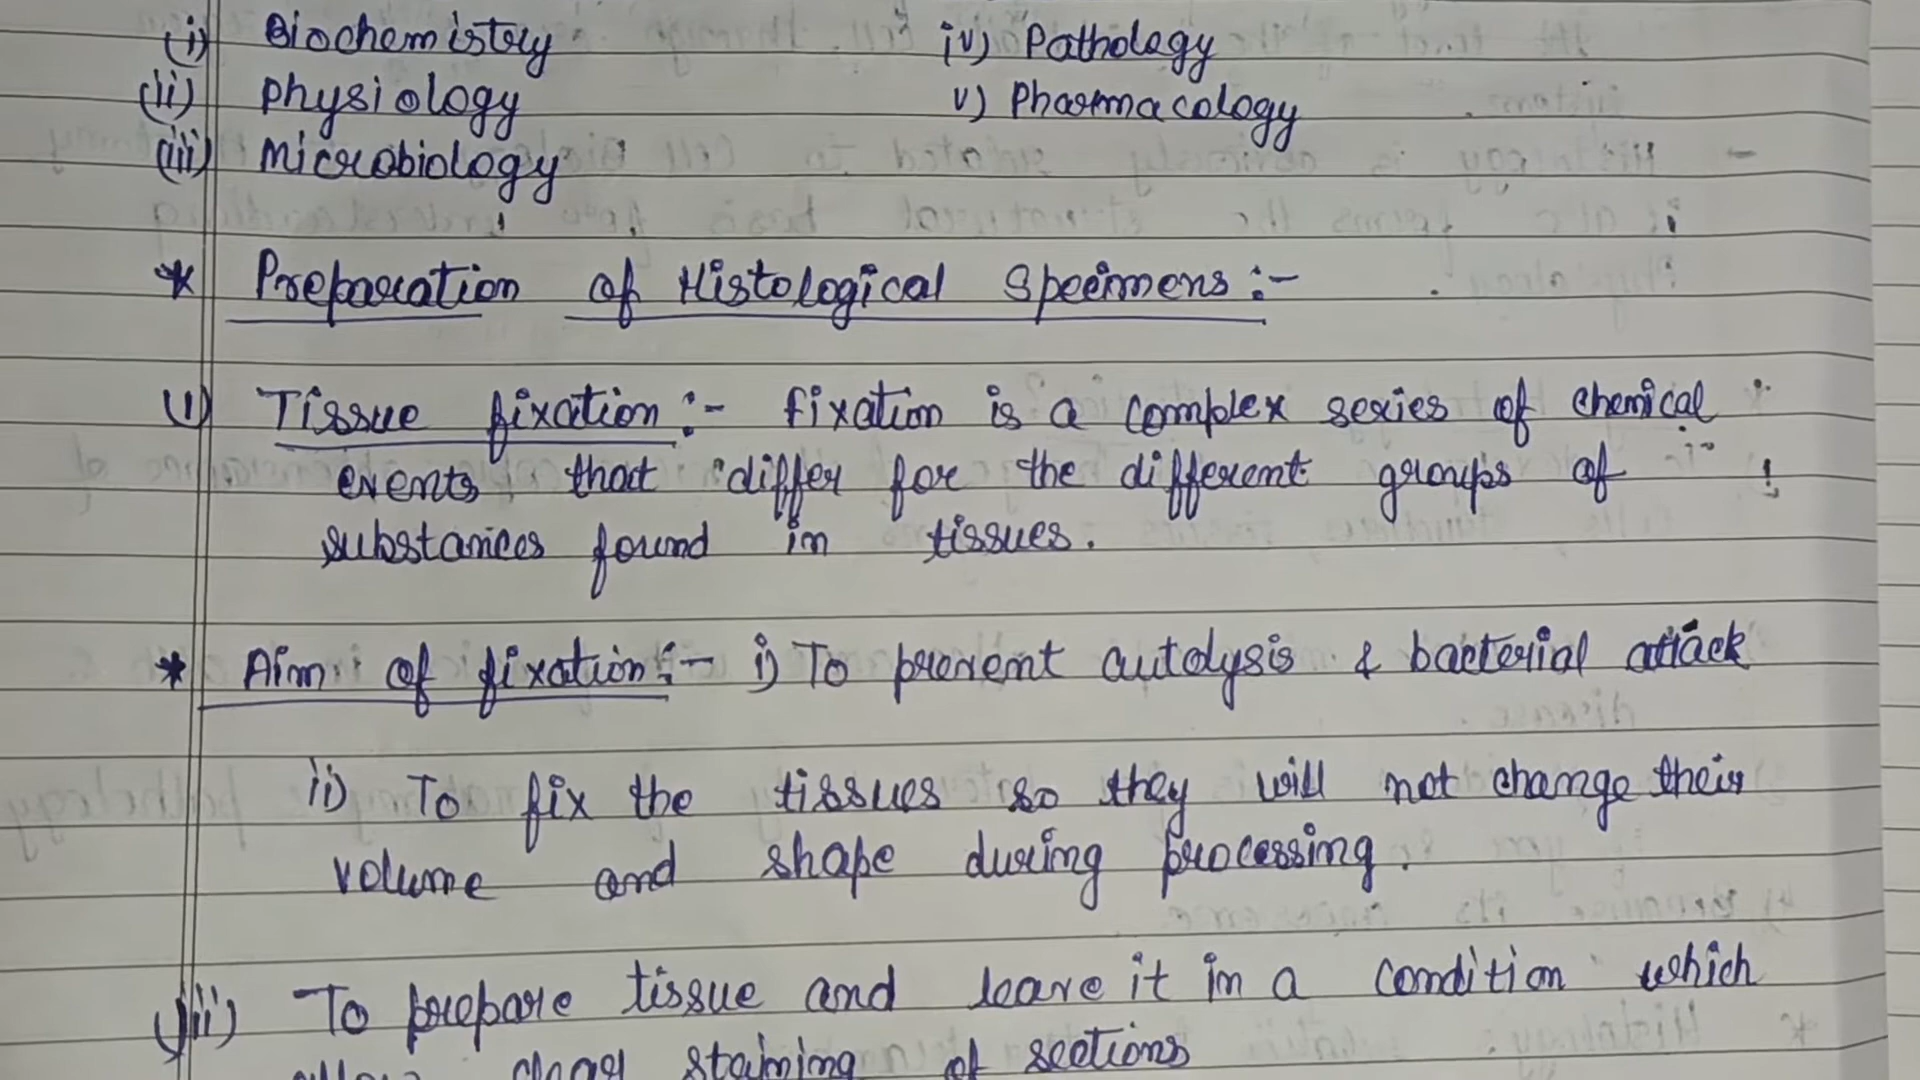 (i) Biochemistry
iv) Pathology
(ii) Physiology
v) Pharmacology
(iii) Microbiology
* Preparation of Histological Specimens :-
(1) Tissue fixation :- Fixation is a complex series of chemical
events that differ for the different groups of
substances found in tissues.
* Aim of fixation :- i) To prevent autolysis & bacterial attack
ii) To fix the tissues so they will not change their
volume and shape during processing.
iii) To prepare tissue and leave it in a condition which
staining of sections